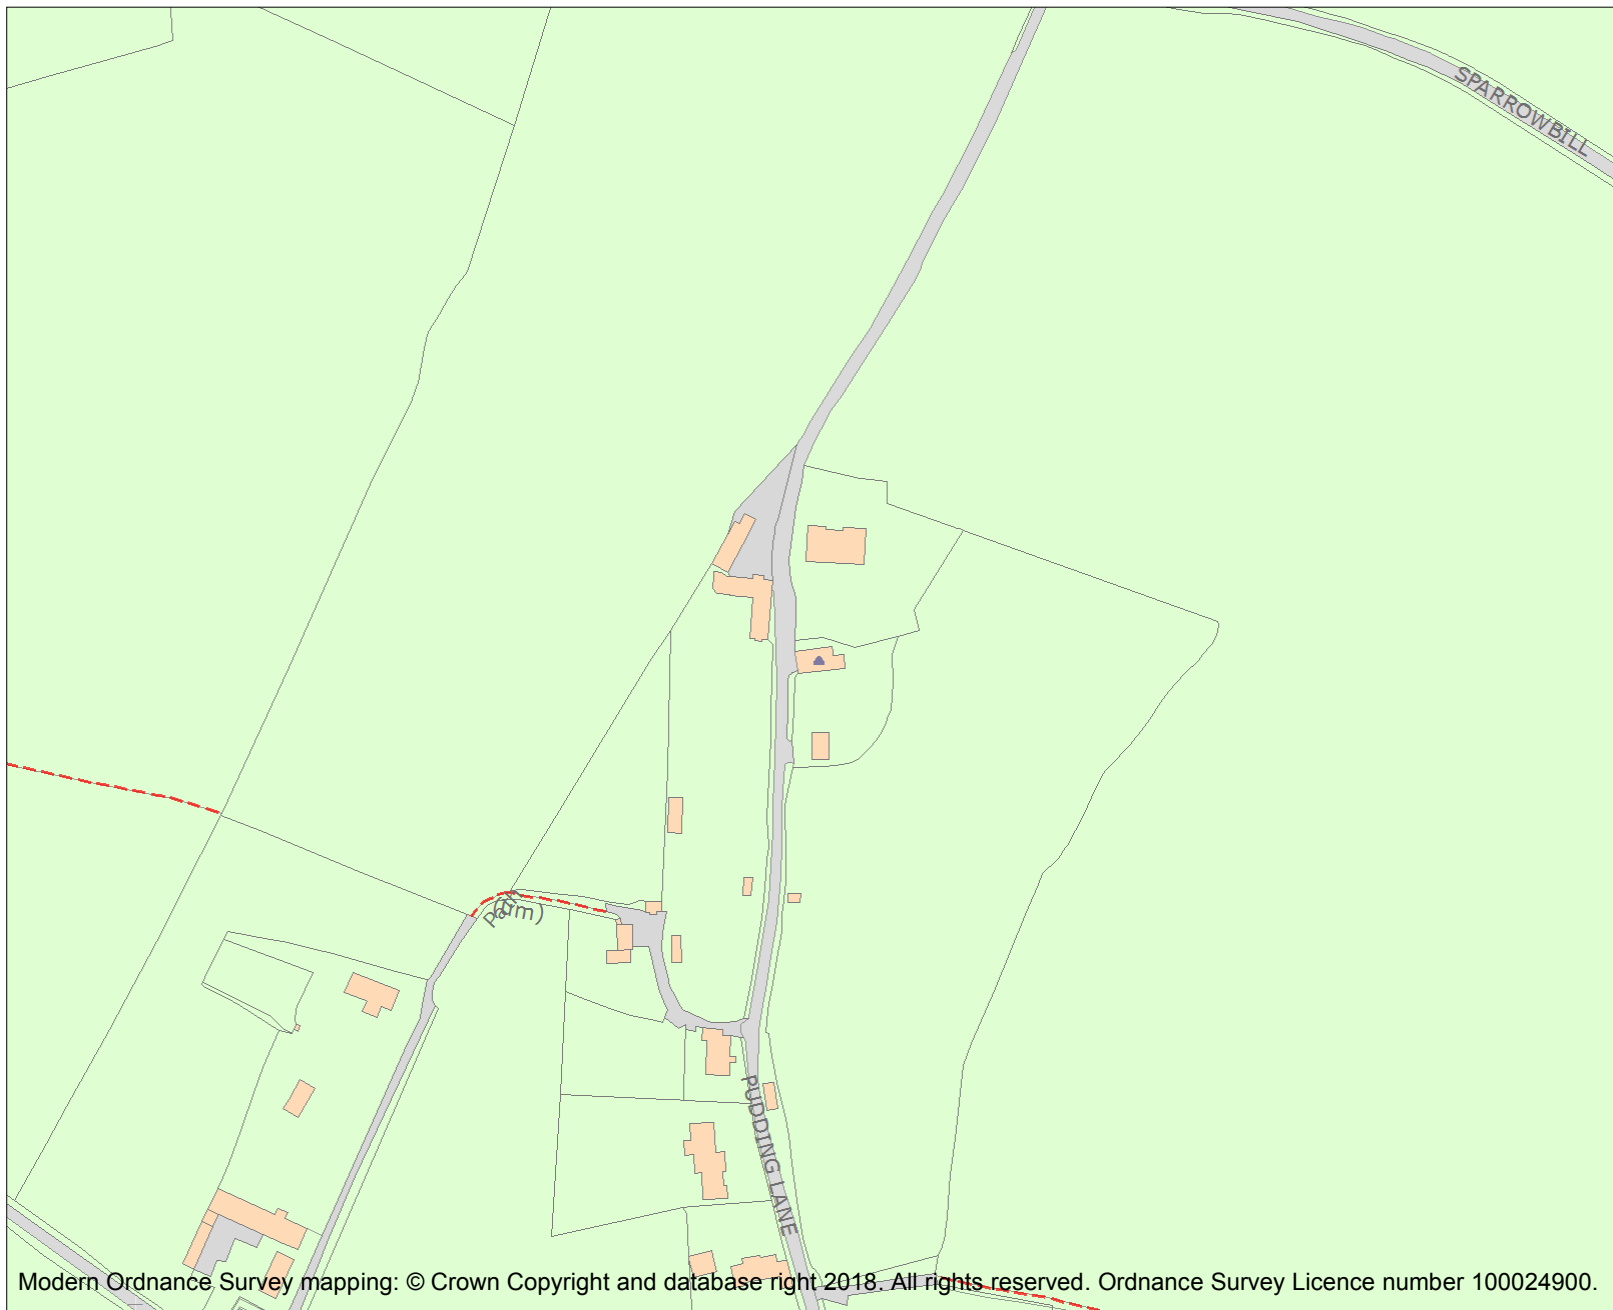 SPARROWBILL
Path
(um)
PUDDING LANE
Modern Ordnance Survey mapping: © Crown Copyright and database right 2018. All rights reserved. Ordnance Survey Licence number 100024900.